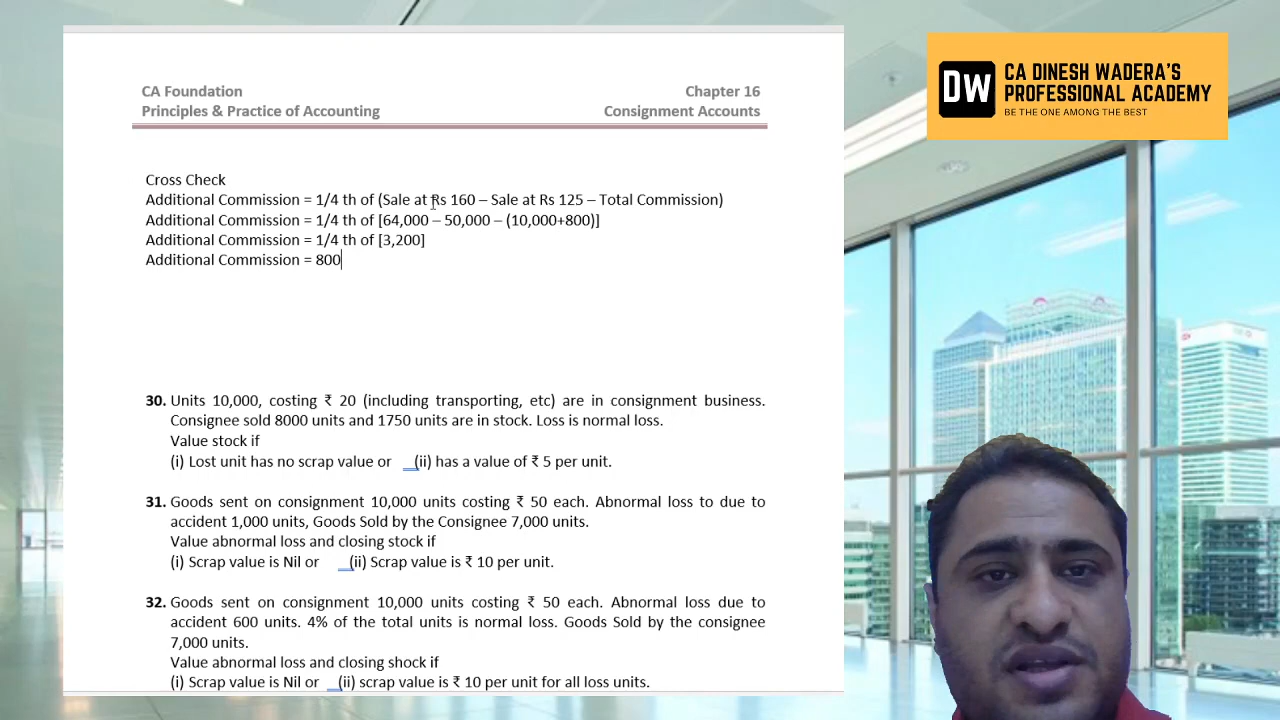 CA Foundation
Chapter 16
Principles & Practice of Accounting
Consignment Accounts
Cross Check
Additional Commission = 1/4 th of (Sale at Rs 160 – Sale at Rs 125 – Total Commission)
Additional Commission = 1/4 th of [64,000 – 50,000 – (10,000+800)]
Additional Commission = 1/4 th of [3,200]
Additional Commission = 800
30. Units 10,000, costing ₹ 20 (including transporting, etc) are in consignment business.
Consignee sold 8000 units and 1750 units are in stock. Loss is normal loss.
Value stock if
(i) Lost unit has no scrap value or (ii) has a value of ₹ 5 per unit.
31. Goods sent on consignment 10,000 units costing ₹ 50 each. Abnormal loss to due to
accident 1,000 units, Goods Sold by the Consignee 7,000 units.
Value abnormal loss and closing stock if
(i) Scrap value is Nil or (ii) Scrap value is ₹ 10 per unit.
32. Goods sent on consignment 10,000 units costing ₹ 50 each. Abnormal loss due to
accident 600 units. 4% of the total units is normal loss. Goods Sold by the consignee
7,000 units.
Value abnormal loss and closing shock if
(i) Scrap value is Nil or (ii) scrap value is ₹ 10 per unit for all loss units.
DW
CA DINESH WADERA'S
PROFESSIONAL ACADEMY
BE THE ONE AMONG THE BEST